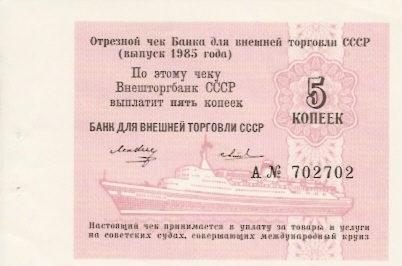 Отрезной чек Банка для внешней торговли СССР
(выпуск 1985 года)
По этому чеку
Внешторгбанк СССР
выплатит пять копеек
5
КОПЕЕК
БАНК ДЛЯ ВНЕШНЕЙ ТОРГОВЛИ СССР
А № 702702
Настоящий чек принимается в уплату за товары и услуги
на советских судах, совершающих международный круиз